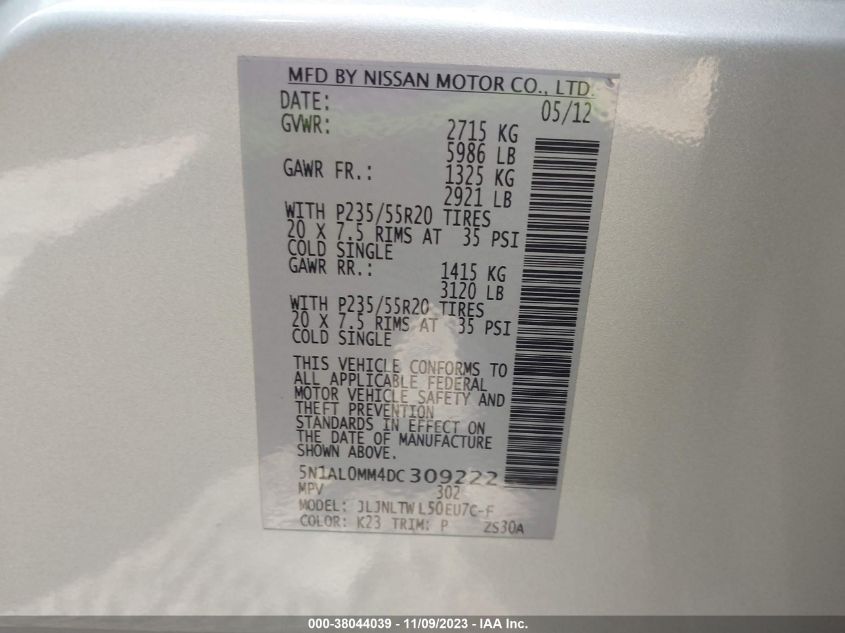 MFD BY NISSAN MOTOR CO., LTD.
DATE: 05/12
GVWR: 2715 KG
5986 LB
GAWR FR.: 1325 KG
2921 LB
WITH P235/55R20 TIRES
20 X 7.5 RIMS AT 35 PSI
COLD SINGLE
GAWR RR.: 1415 KG
3120 LB
WITH P235/55R20 TIRES
20 X 7.5 RIMS AT 35 PSI
COLD SINGLE
THIS VEHICLE CONFORMS TO
ALL APPLICABLE FEDERAL
MOTOR VEHICLE SAFETY AND
THEFT PREVENTION
STANDARDS IN EFFECT ON
THE DATE OF MANUFACTURE
SHOWN ABOVE.
5N1AL0MM4DC 309222
MPV 302
MODEL: JLJNLTW L50EU7C-F
COLOR: K23 TRIM: P ZS30A
000-38044039 - 11/09/2023 - IAA Inc.